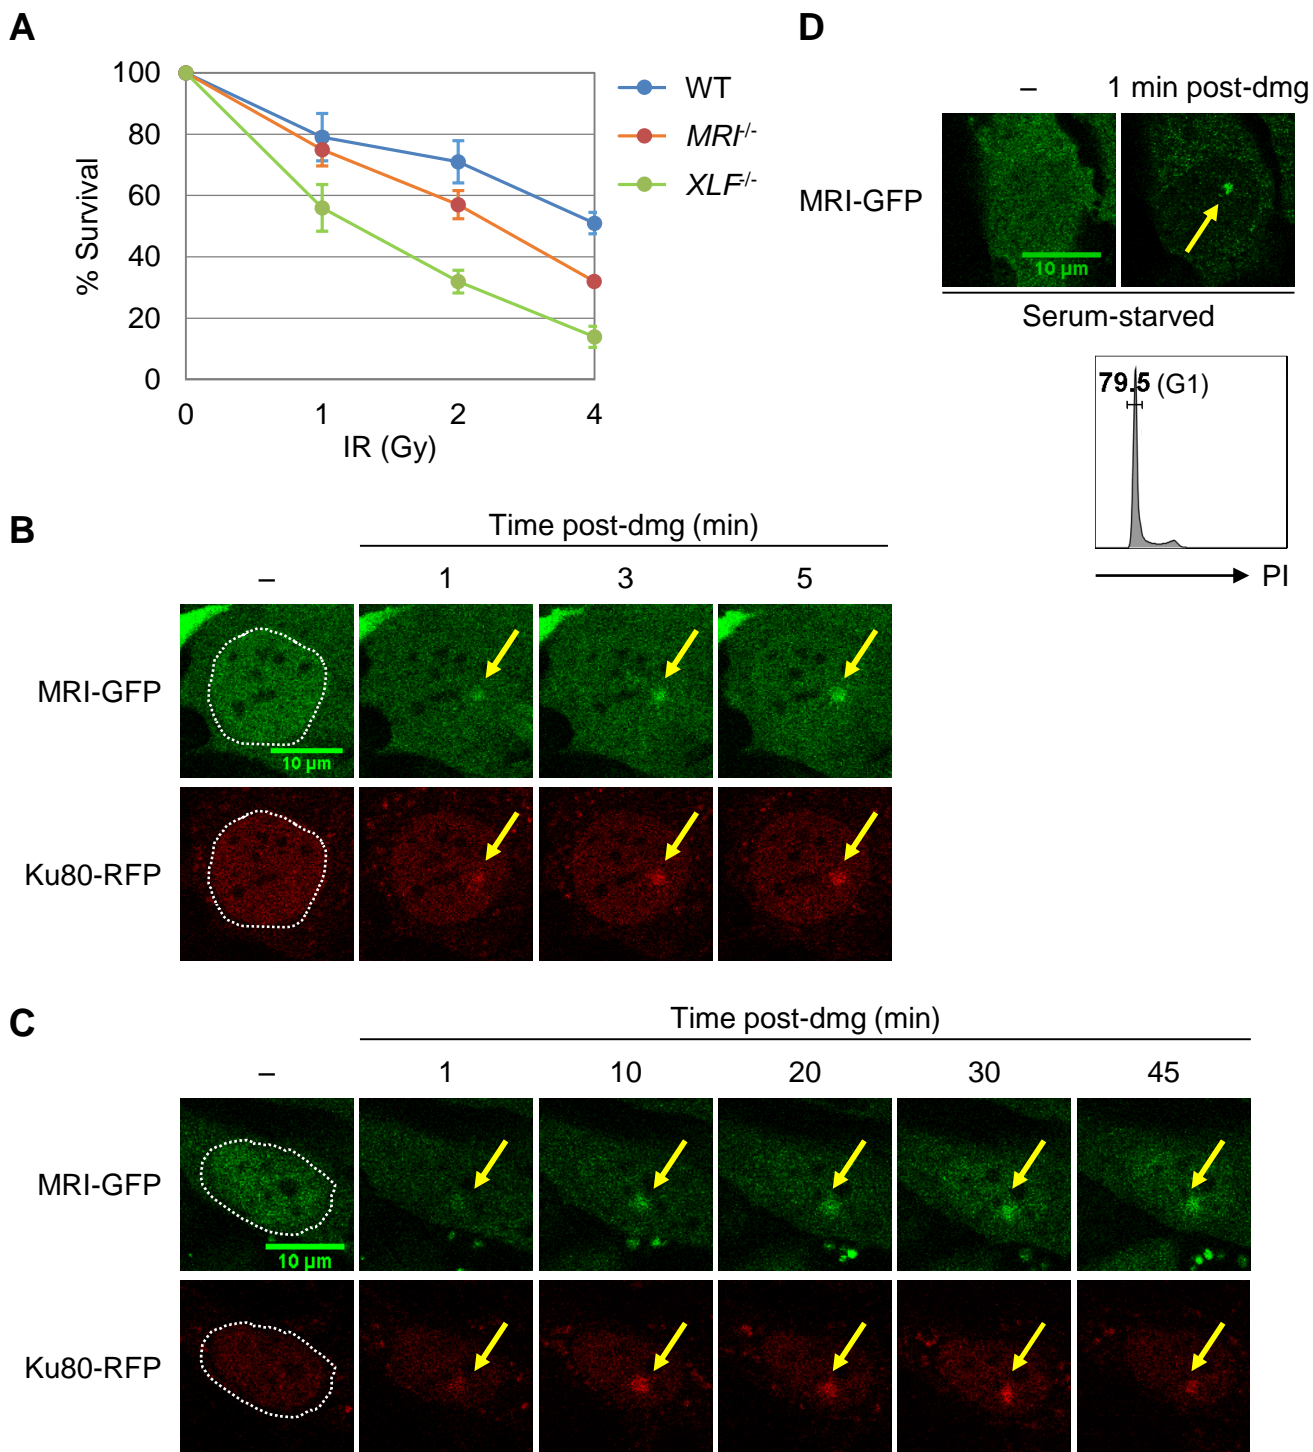 A
100
80
60
40
20
0
% Survival
0 1 2 4
IR (Gy)
WT
MRI-/-
XLF-/-
D
– 1 min post-dmg
MRI-GFP
10 µm
Serum-starved
79.5 (G1)
PI
B
Time post-dmg (min)
– 1 3 5
MRI-GFP
10 µm
Ku80-RFP
C
Time post-dmg (min)
– 1 10 20 30 45
MRI-GFP
10 µm
Ku80-RFP